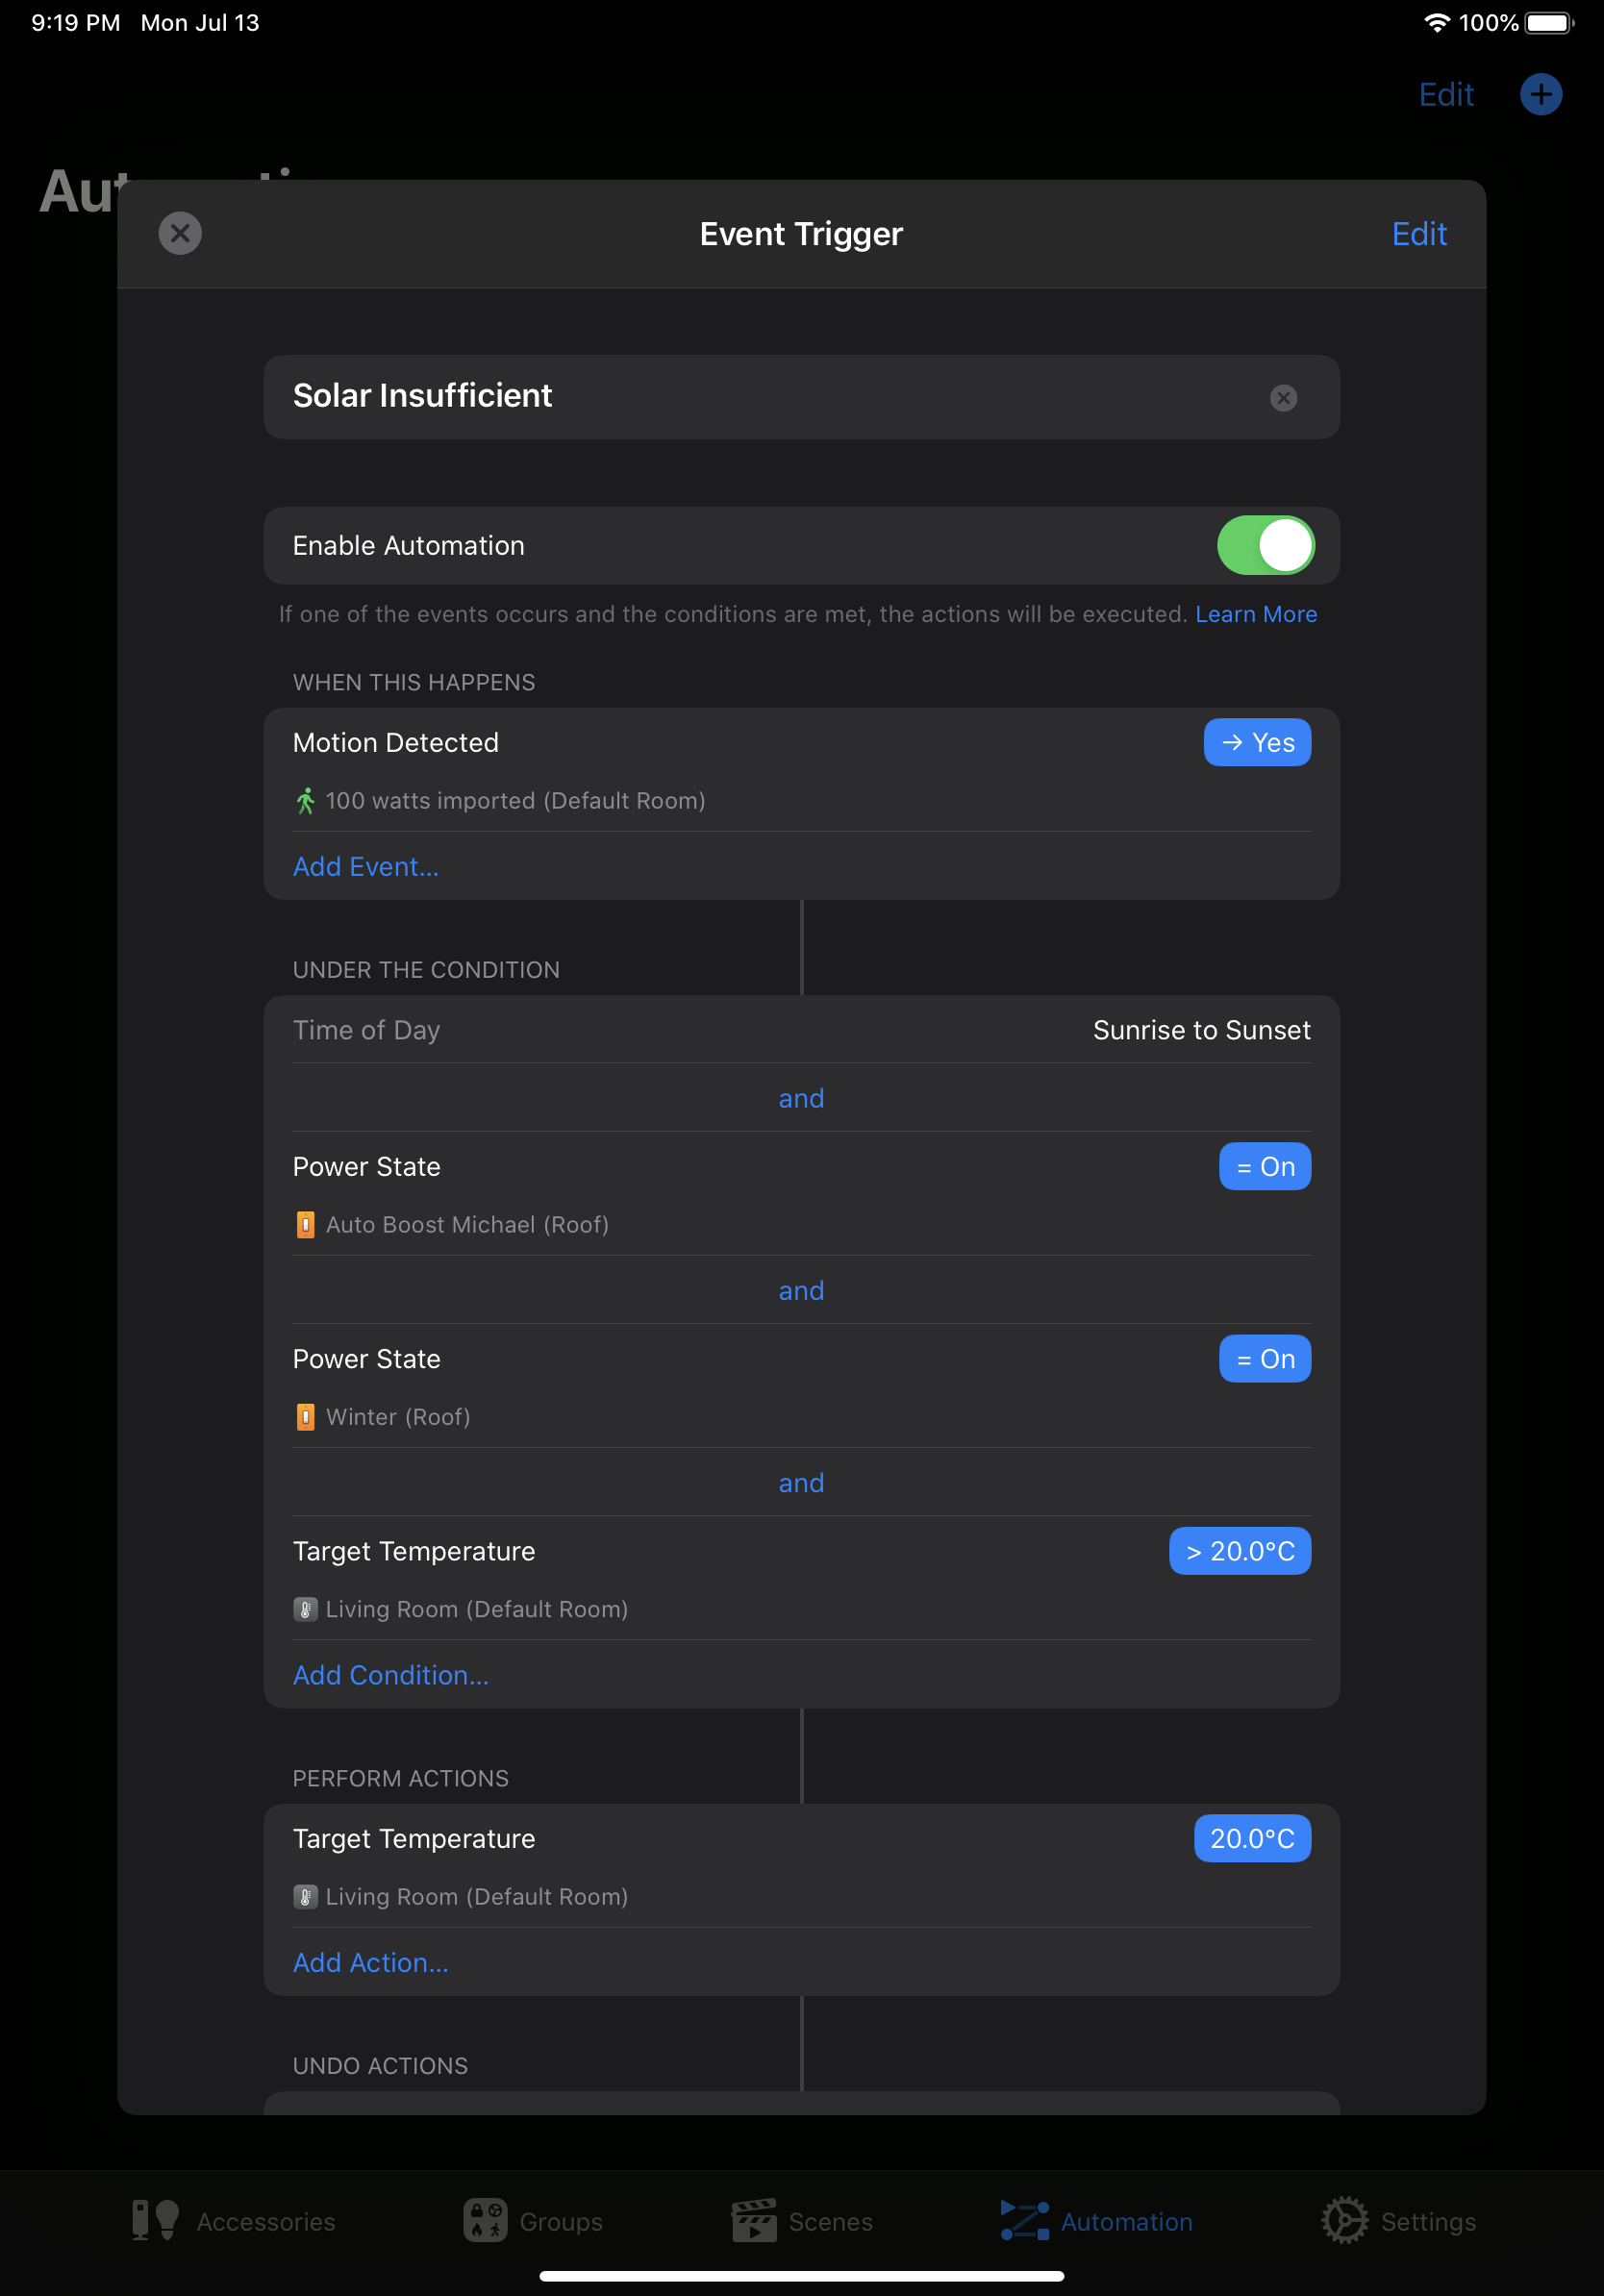 9:19 PM Mon Jul 13 100%
Edit
Event Trigger Edit
Solar Insufficient
Enable Automation
If one of the events occurs and the conditions are met, the actions will be executed. Learn More
WHEN THIS HAPPENS
Motion Detected → Yes
100 watts imported (Default Room)
Add Event...
UNDER THE CONDITION
Time of Day Sunrise to Sunset
and
Power State = On
Auto Boost Michael (Roof)
and
Power State = On
Winter (Roof)
and
Target Temperature > 20.0°C
Living Room (Default Room)
Add Condition...
PERFORM ACTIONS
Target Temperature 20.0°C
Living Room (Default Room)
Add Action...
UNDO ACTIONS
Accessories Groups Scenes Automation Settings